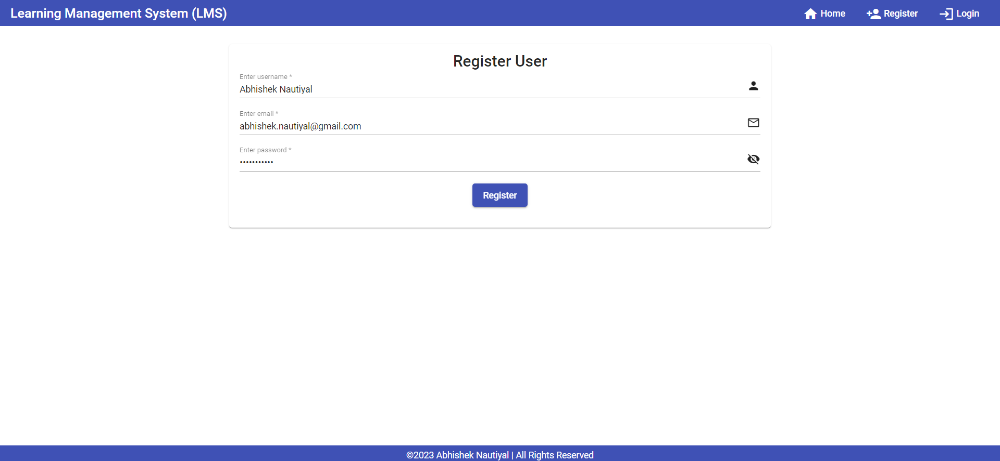 Learning Management System (LMS)
Home
Register
Login
Register User
Enter username *
Abhishek Nautiyal
Enter email *
abhishek.nautiyal@gmail.com
Enter password *
•••••••••••
Register
©2023 Abhishek Nautiyal | All Rights Reserved